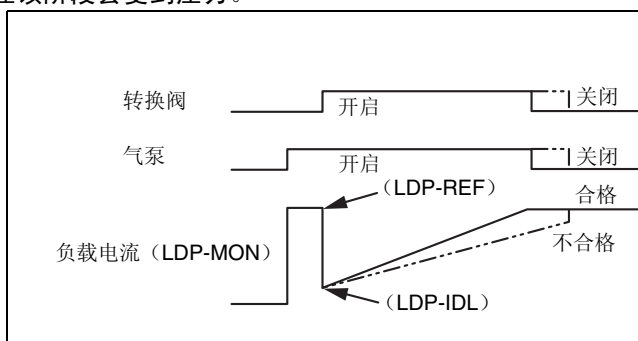 转换阀
开启
关闭
气泵
开启
关闭
(LDP-REF)
合格
负载电流(LDP-MON)
不合格
(LDP-IDL)